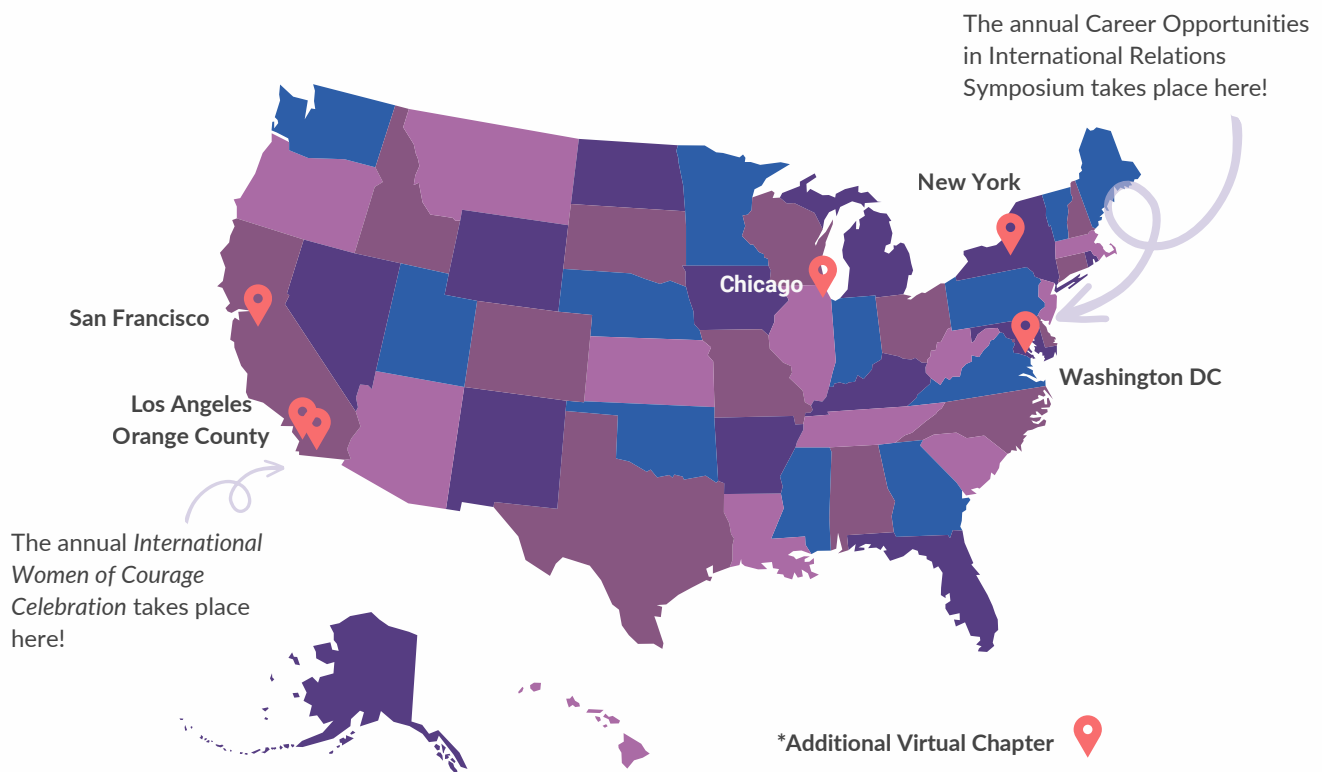 The annual Career Opportunities
in International Relations
Symposium takes place here!
New York
Chicago
San Francisco
Washington DC
Los Angeles
Orange County
The annual International
Women of Courage
Celebration takes place
here!
*Additional Virtual Chapter